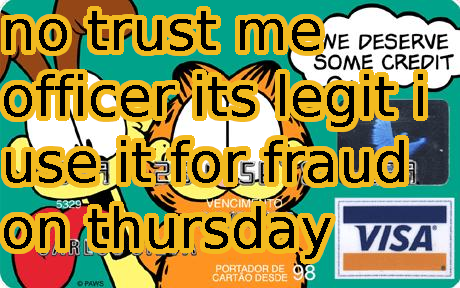 no trust me
officer its legit i
use it for fraud
on thursday
WE DESERVE
SOME CREDIT
5329
VENCIMENTO
VISA
PORTADOR DE
CARTÃO DESDE 98
© PAWS